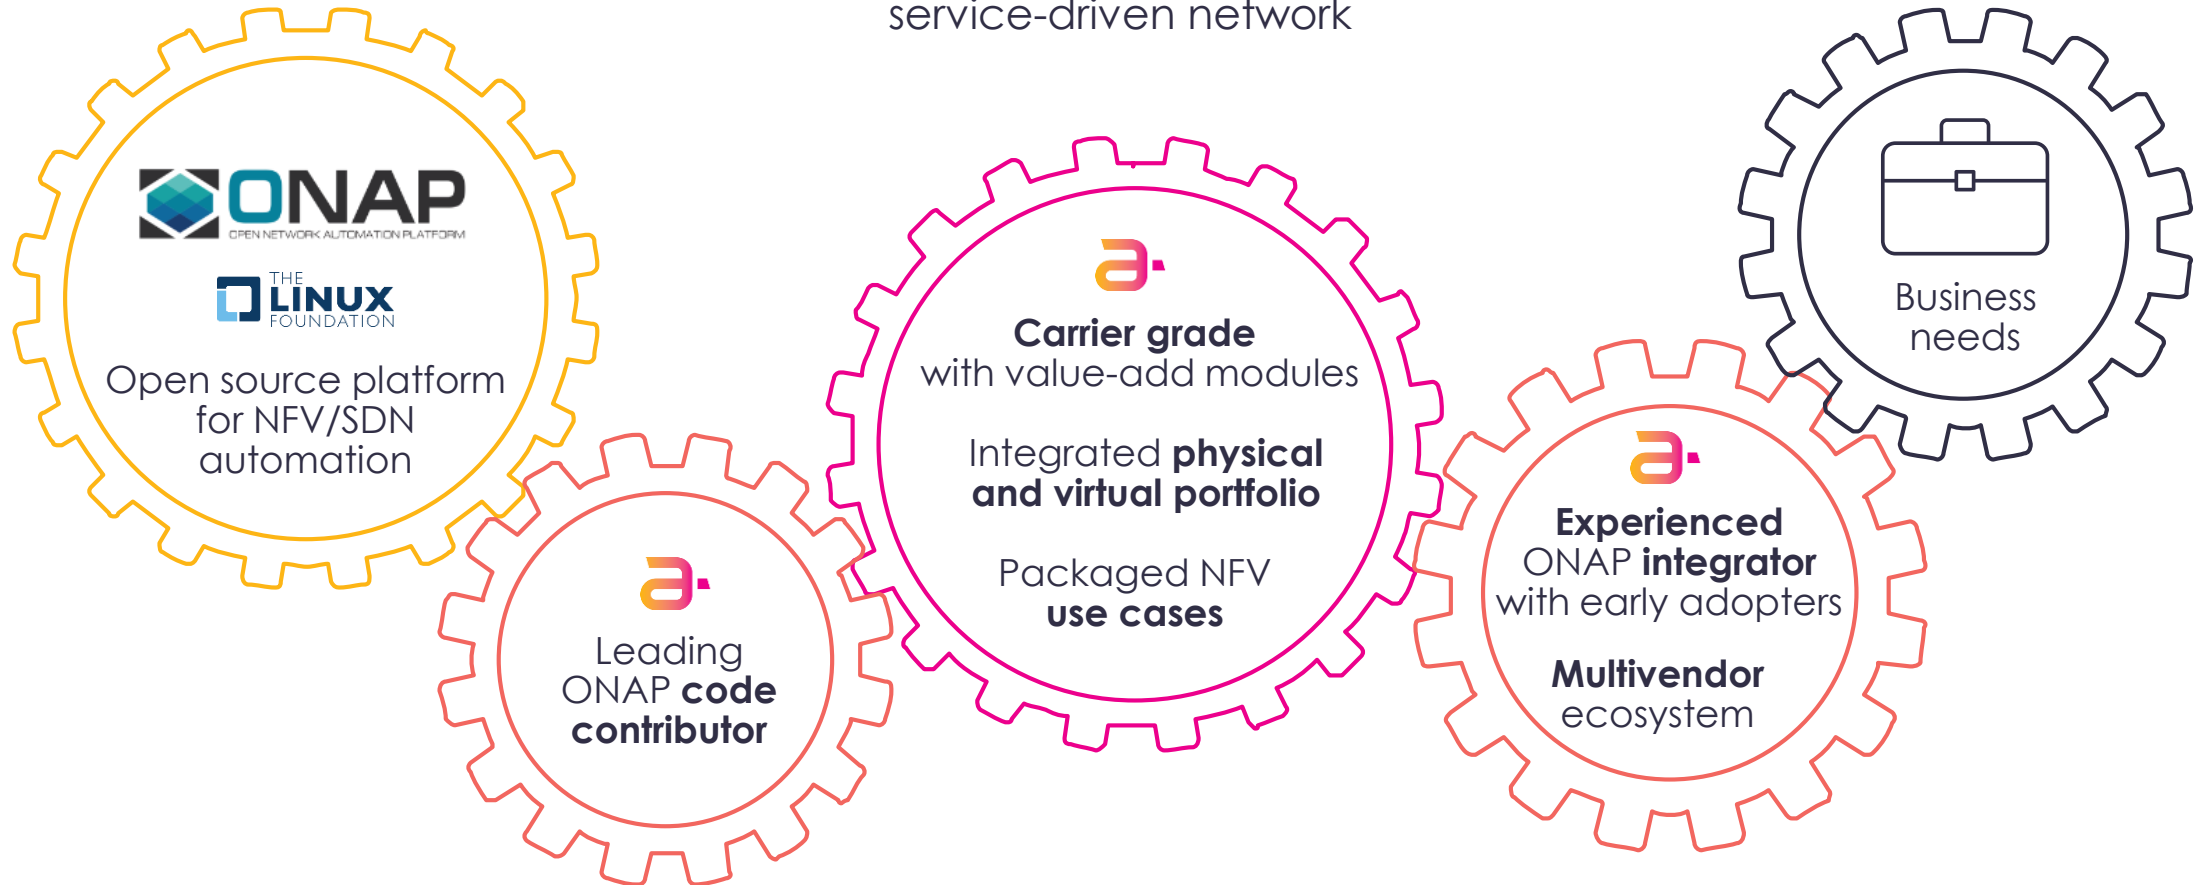 service-driven network
ONAP
OPEN NETWORK AUTOMATION PLATFORM
THE
LINUX
FOUNDATION
Open source platform
for NFV/SDN
automation
a
Leading
ONAP code
contributor
a
Carrier grade
with value-add modules
Integrated physical
and virtual portfolio
Packaged NFV
use cases
a
Experienced
ONAP integrator
with early adopters
Multivendor
ecosystem
Business
needs